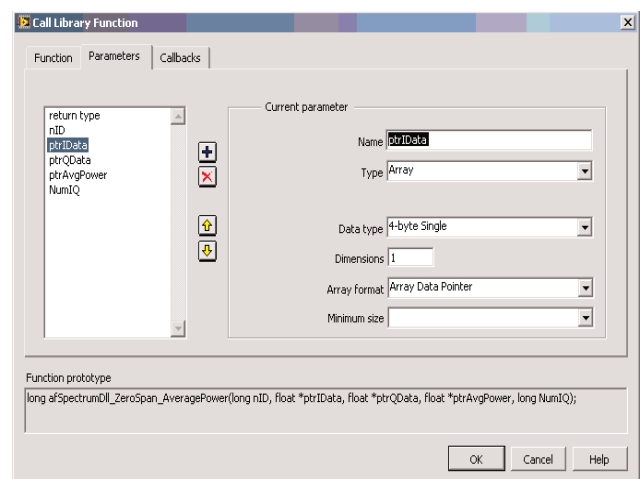 Call Library Function
Function Parameters Callbacks
return type
nID
ptrIData
ptrQData
ptrAvgPower
NumIQ
Current parameter
Name ptrIData
Type Array
Data type 4-byte Single
Dimensions 1
Array format Array Data Pointer
Minimum size
Function prototype
long afSpectrumDll_ZeroSpan_AveragePower(long nID, float *ptrIData, float *ptrQData, float *ptrAvgPower, long NumIQ);
OK Cancel Help